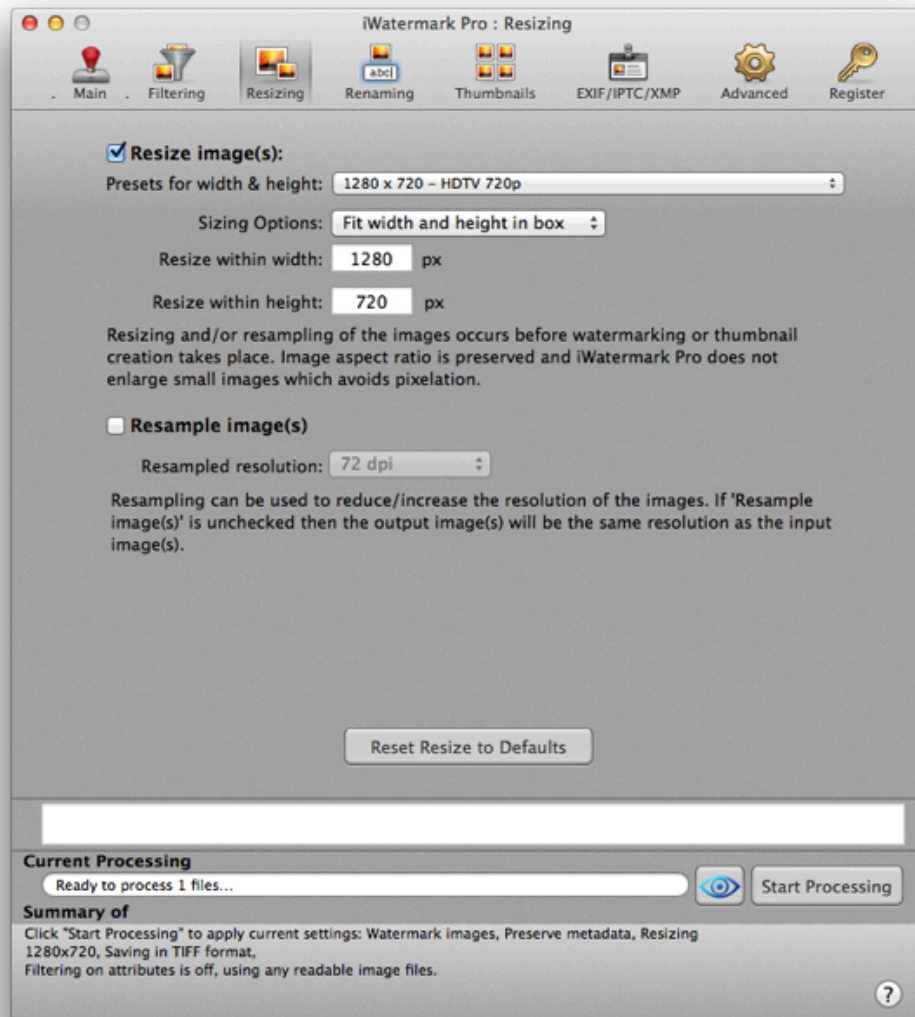 iWatermark Pro : Resizing
. Main . Filtering Resizing Renaming Thumbnails EXIF/IPTC/XMP Advanced Register
abc
Resize image(s):
Presets for width & height: 1280 x 720 – HDTV 720p
Sizing Options: Fit width and height in box
Resize within width: 1280 px
Resize within height: 720 px
Resizing and/or resampling of the images occurs before watermarking or thumbnail
creation takes place. Image aspect ratio is preserved and iWatermark Pro does not
enlarge small images which avoids pixelation.
Resample image(s)
Resampled resolution: 72 dpi
Resampling can be used to reduce/increase the resolution of the images. If 'Resample
image(s)' is unchecked then the output image(s) will be the same resolution as the input
image(s).
Reset Resize to Defaults
Current Processing
Ready to process 1 files...
Start Processing
Summary of
Click "Start Processing" to apply current settings: Watermark images, Preserve metadata, Resizing
1280x720, Saving in TIFF format,
Filtering on attributes is off, using any readable image files.
?